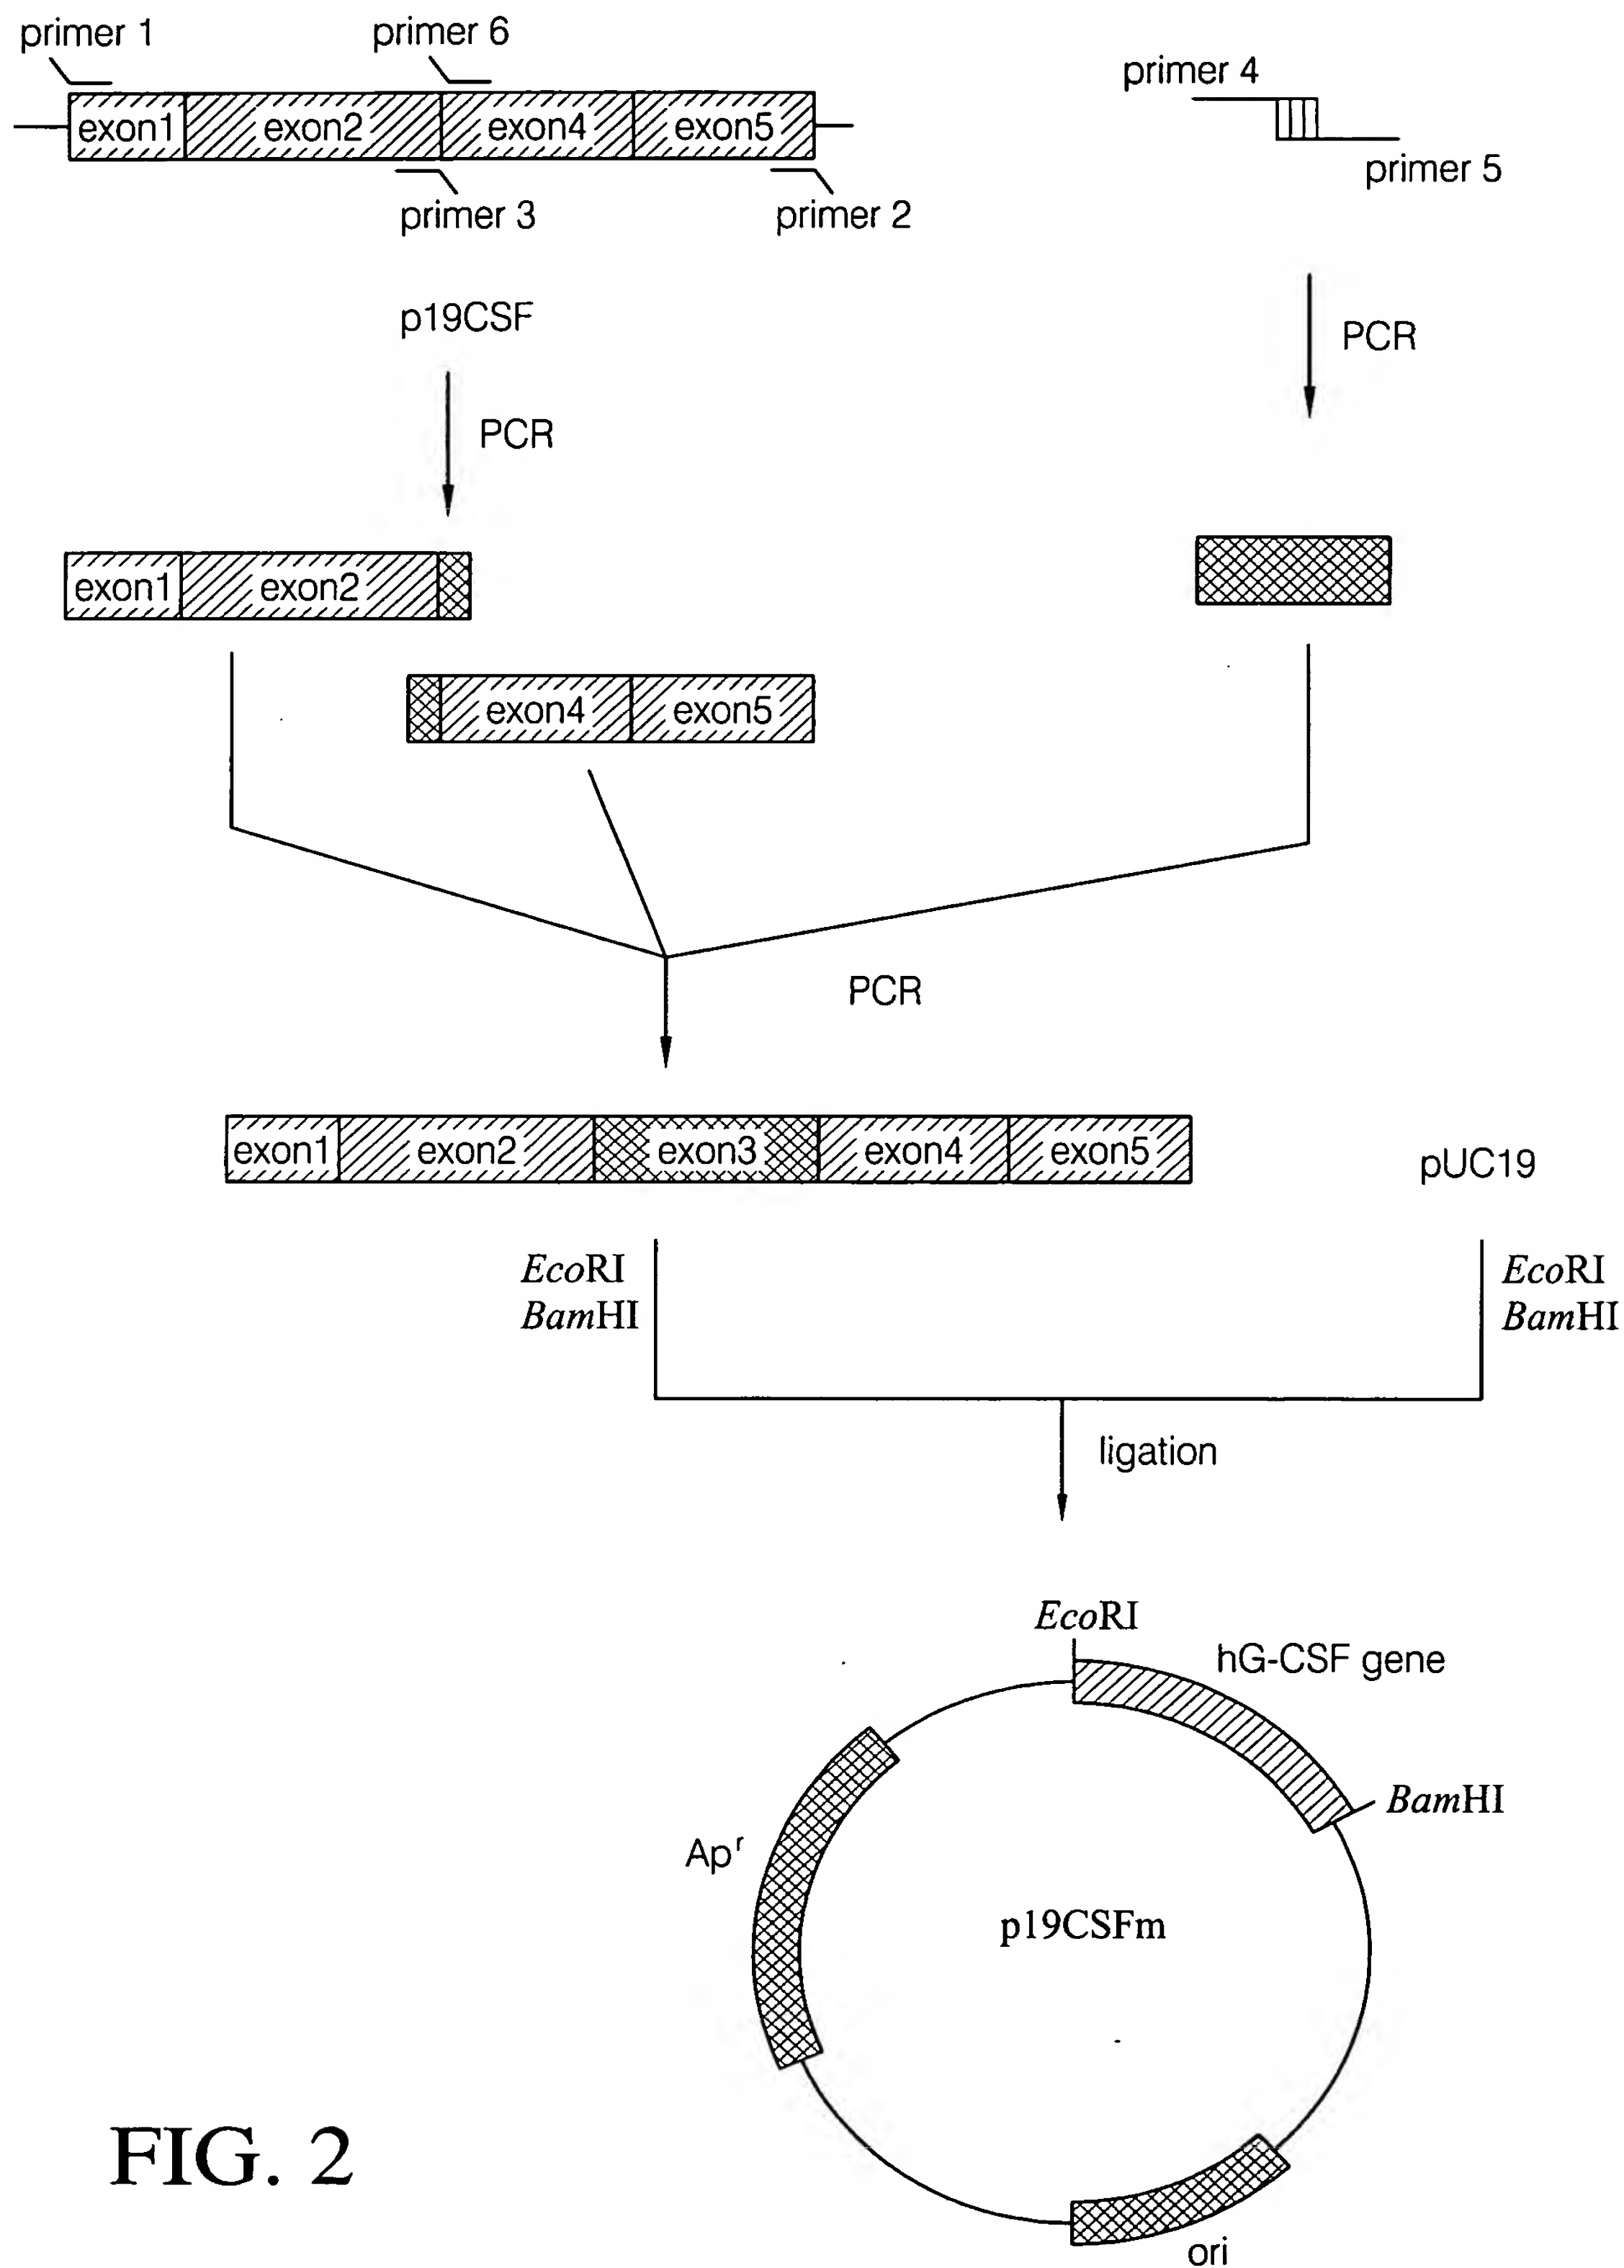 primer 1
primer 6
primer 4
exon1 exon2 exon4 exon5
primer 5
primer 3
primer 2
p19CSF
PCR
PCR
exon1 exon2
exon4 exon5
PCR
exon1 exon2 exon3 exon4 exon5
pUC19
EcoRI
BamHI
EcoRI
BamHI
ligation
EcoRI
hG-CSF gene
BamHI
Apʳ
p19CSFm
ori
FIG. 2